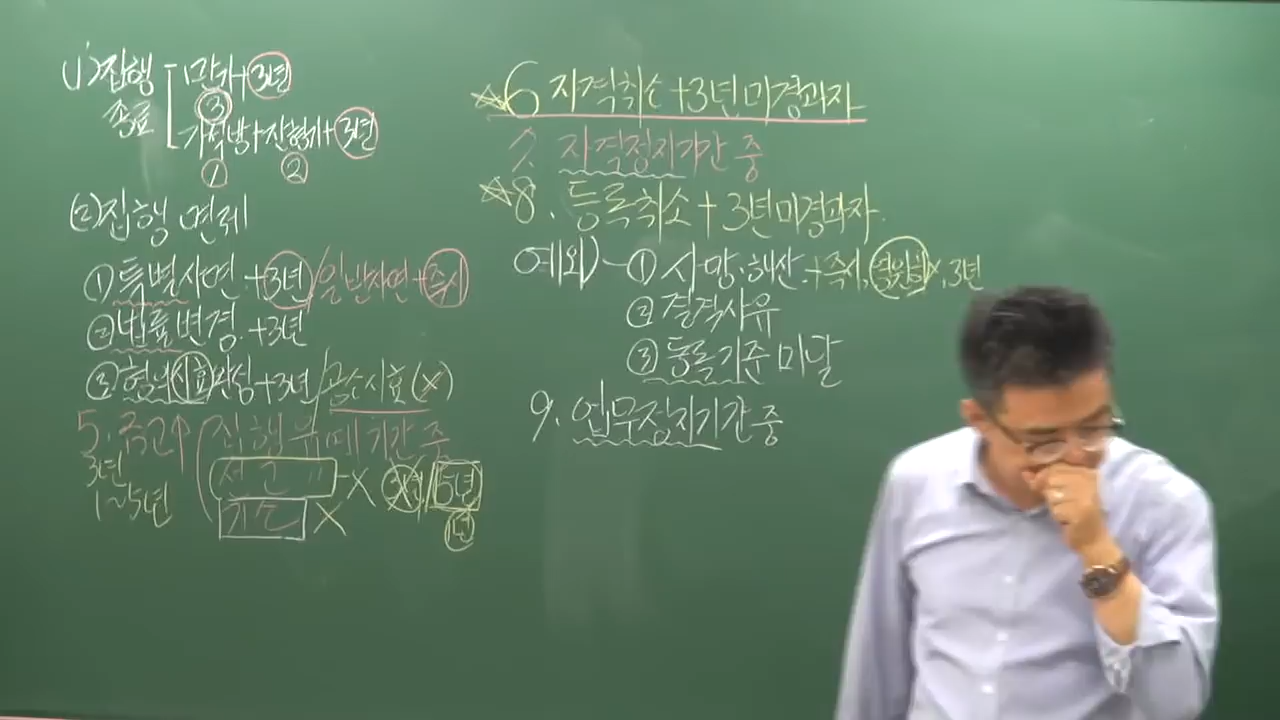 (1) 집행 만기+3년
종료 ③
가석방+잔형기+3년
① ②
(2) 집행 면제
① 특별사면.+3년/일반사면+즉시
② 법률변경.+3년
③ 형의시효완성+3년/공소시효(x)
5. 금고↑(집행유예기간 중
3년 선고 〃 X 5년
1~5년 기소 X
☆6 자격취소+3년미경과자
7. 자격정지기간 중
☆8. 등록취소+3년미경과자.
예외)-① 사망·해산.+즉시, x.3년
② 결격사유
③ 등록기준 미달
9. 업무정지기간 중